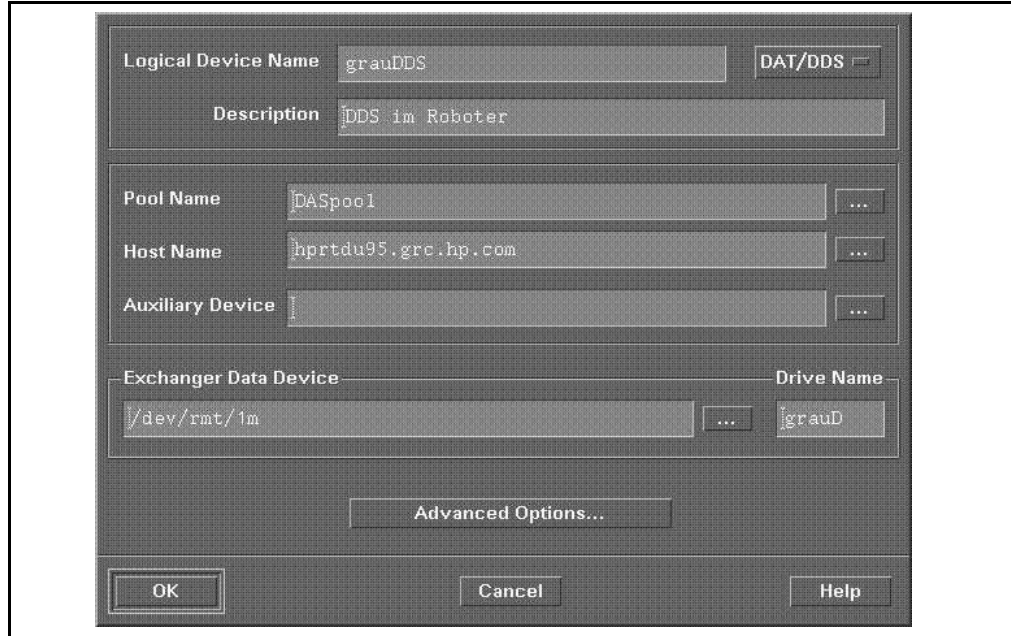 Logical Device Name grauDDS DAT/DDS
Description DDS im Roboter
Pool Name DASpool ...
Host Name hprtdu95.grc.hp.com ...
Auxiliary Device ...
Exchanger Data Device Drive Name
/dev/rmt/1m ... grauD
Advanced Options...
OK Cancel Help